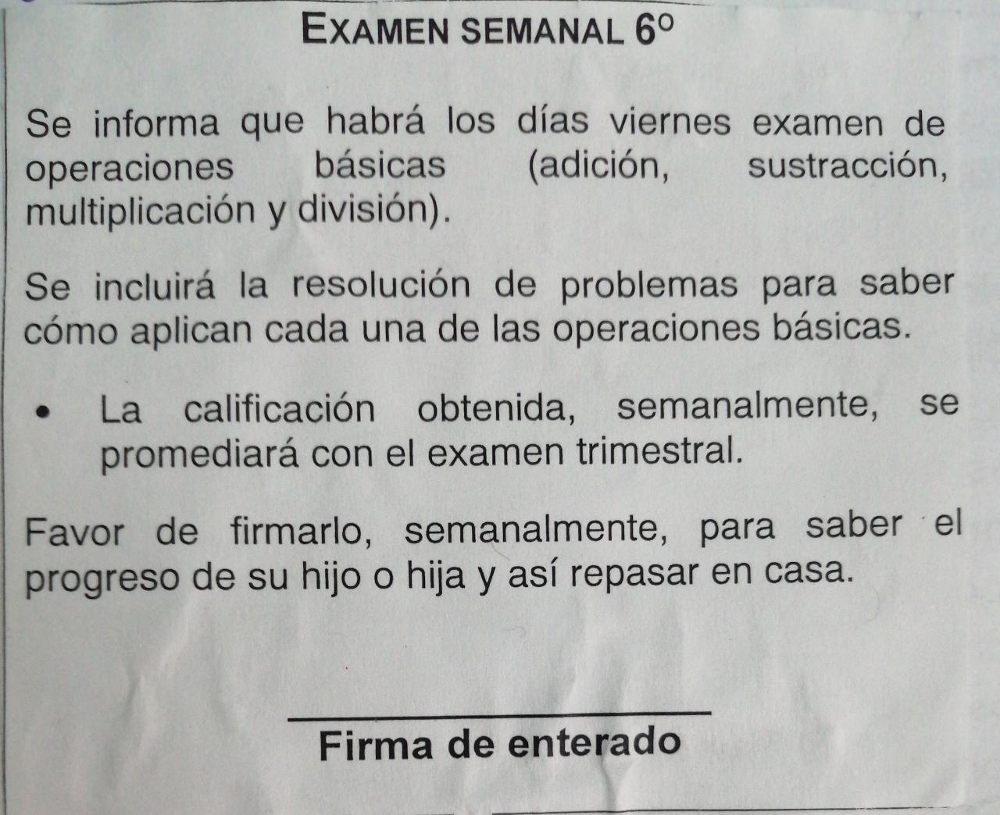 EXAMEN SEMANAL 6º
Se informa que habrá los días viernes examen de
operaciones básicas (adición, sustracción,
multiplicación y división).
Se incluirá la resolución de problemas para saber
cómo aplican cada una de las operaciones básicas.
• La calificación obtenida, semanalmente, se
promediará con el examen trimestral.
Favor de firmarlo, semanalmente, para saber el
progreso de su hijo o hija y así repasar en casa.
Firma de enterado